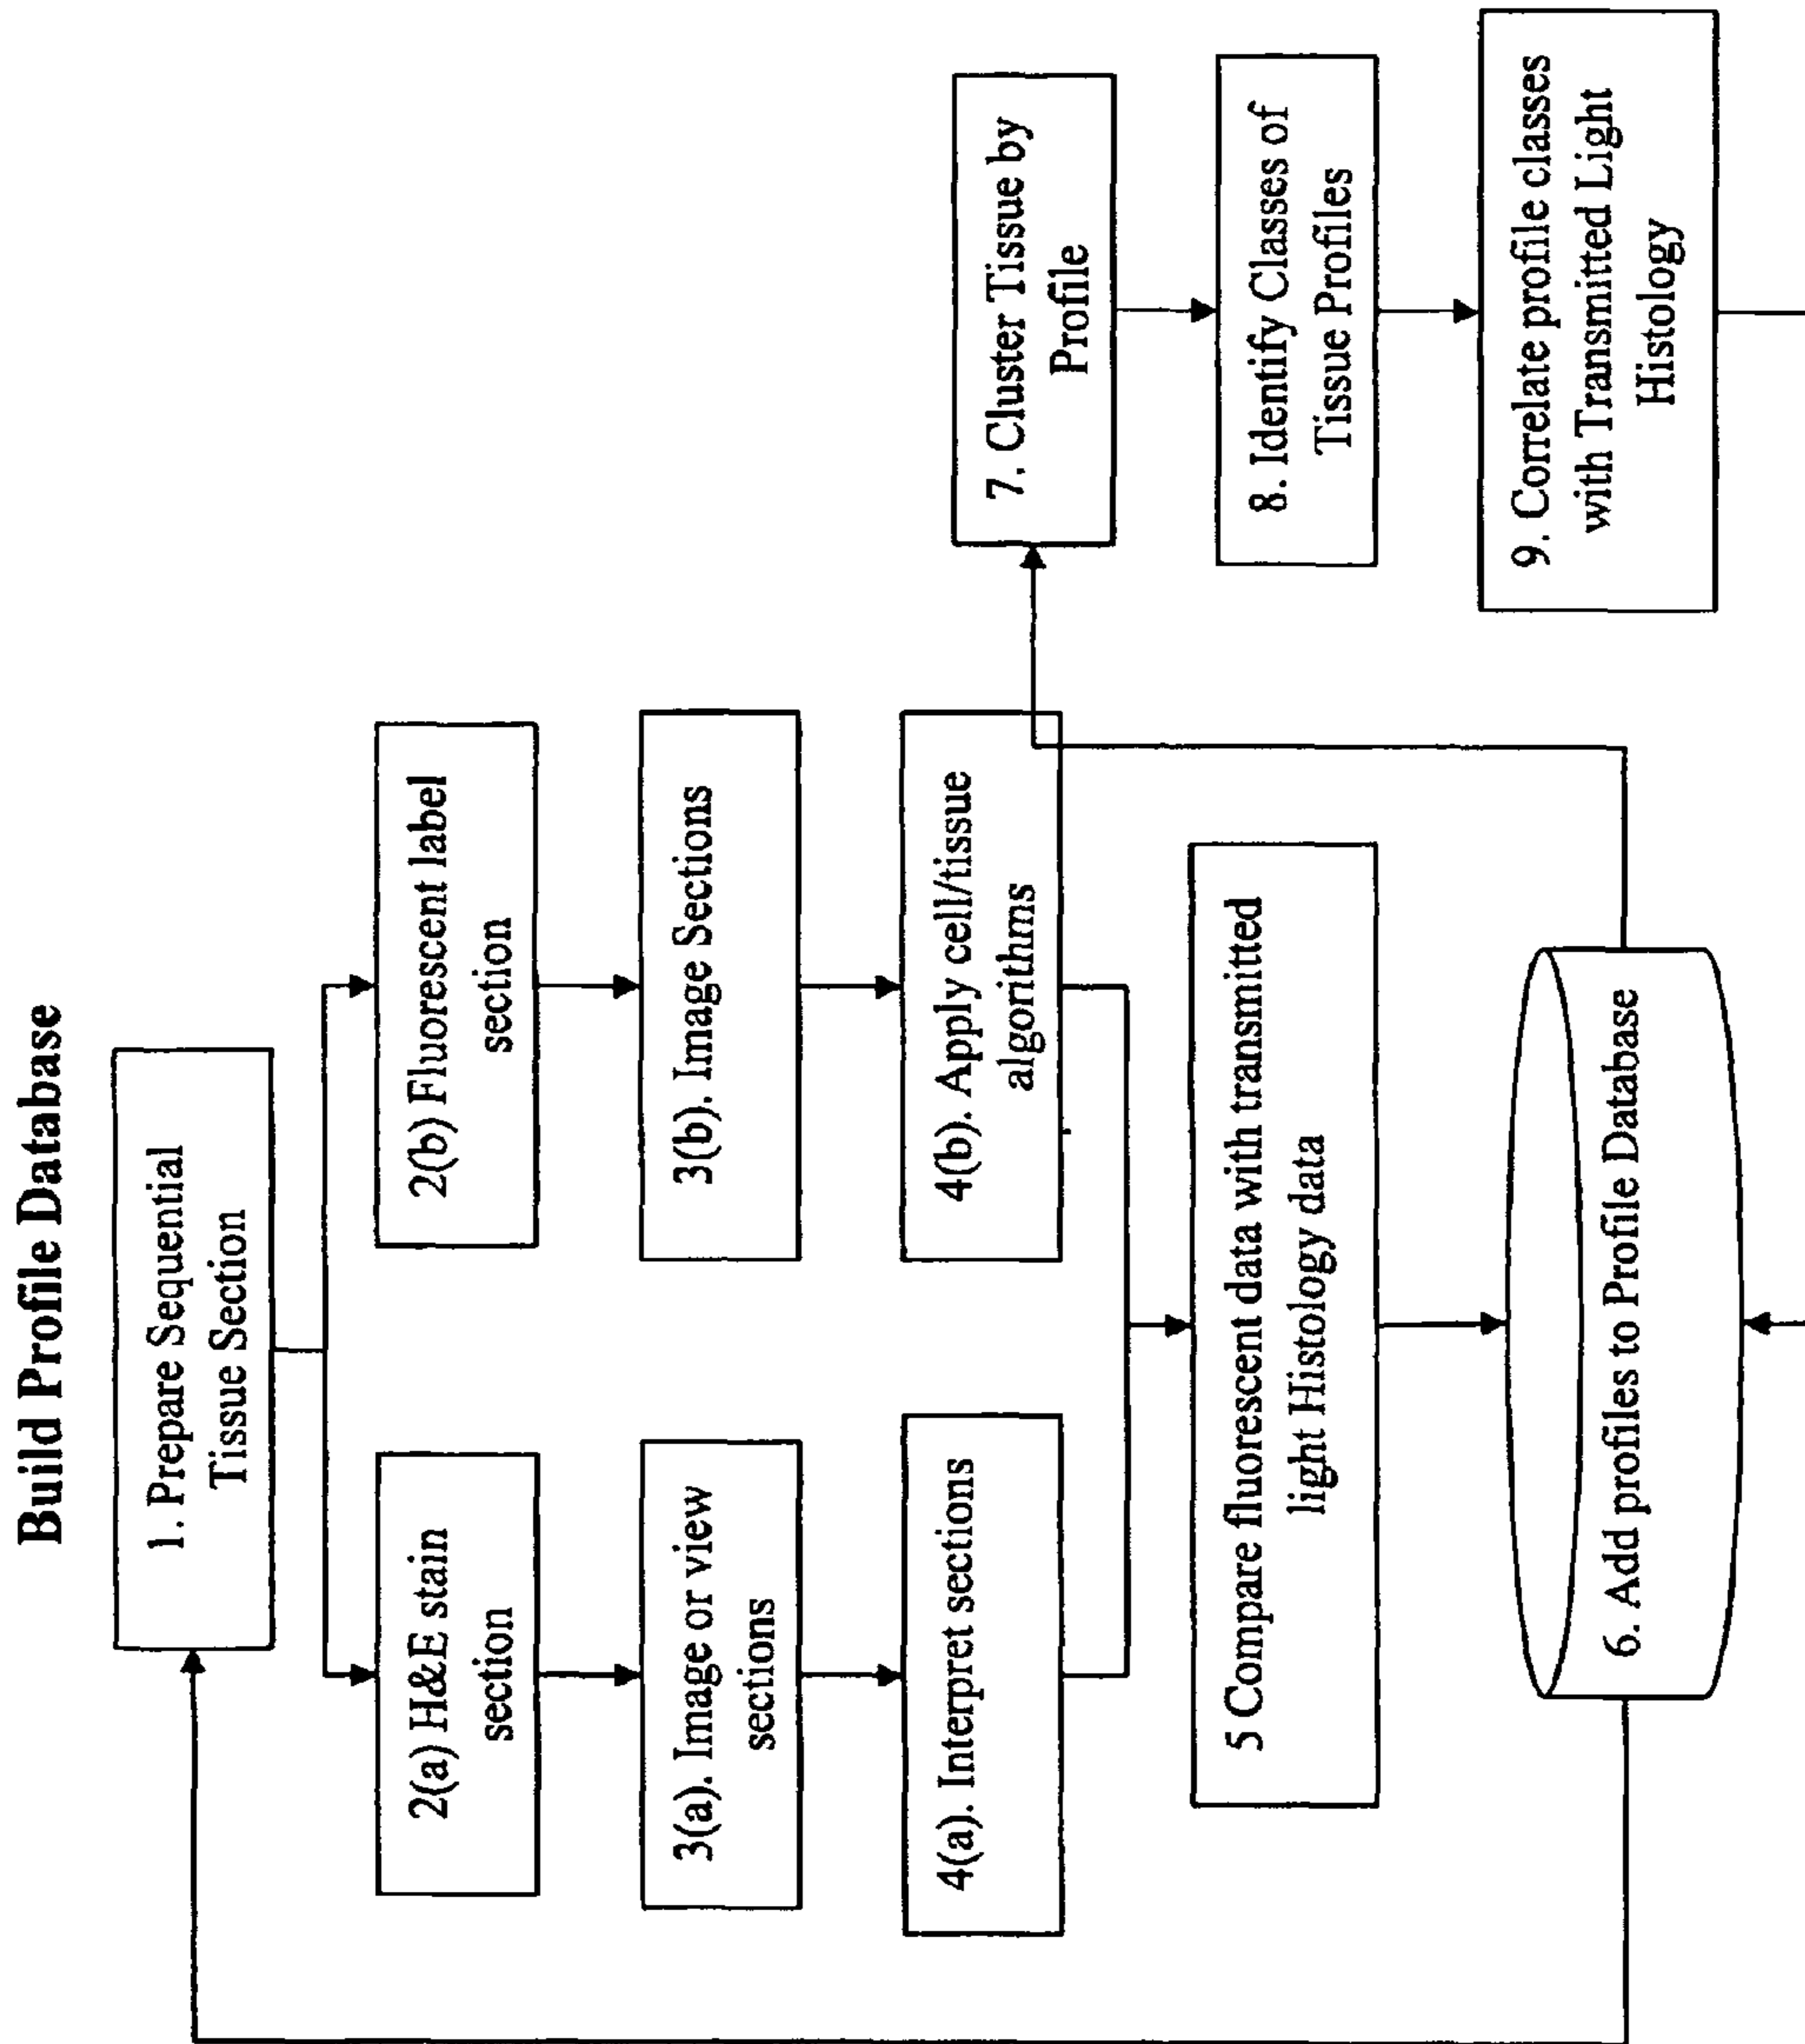 Build Profile Database
1. Prepare Sequential
Tissue Section
2(a) H&E stain
section
2(b) Fluorescent label
section
3(a). Image or view
sections
3(b). Image Sections
4(a). Interpret sections
4(b). Apply cell/tissue
algorithms
5 Compare fluorescent data with transmitted
light Histology data
6. Add profiles to Profile Database
7. Cluster Tissue by
Profile
8. Identify Classes of
Tissue Profiles
9. Correlate profile classes
with Transmitted Light
Histology